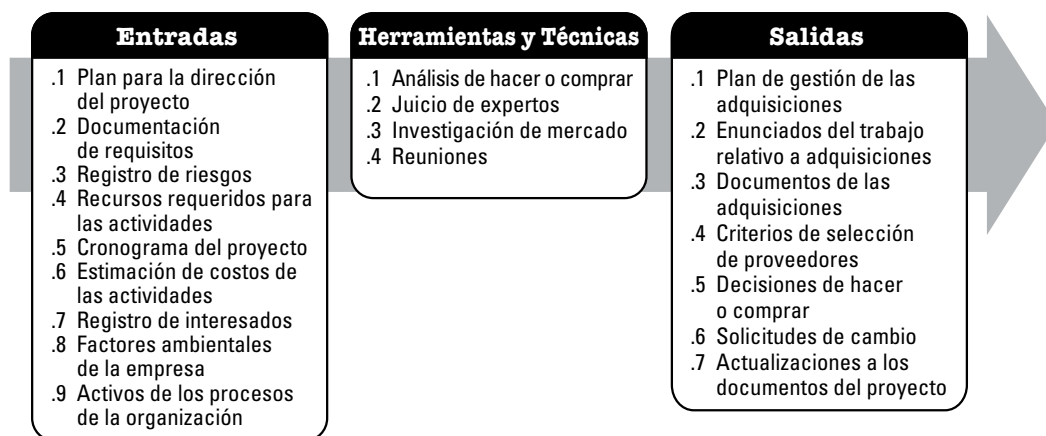 Entradas
.1 Plan para la dirección
del proyecto
.2 Documentación
de requisitos
.3 Registro de riesgos
.4 Recursos requeridos para
las actividades
.5 Cronograma del proyecto
.6 Estimación de costos de
las actividades
.7 Registro de interesados
.8 Factores ambientales
de la empresa
.9 Activos de los procesos
de la organización
Herramientas y Técnicas
.1 Análisis de hacer o comprar
.2 Juicio de expertos
.3 Investigación de mercado
.4 Reuniones
Salidas
.1 Plan de gestión de las
adquisiciones
.2 Enunciados del trabajo
relativo a adquisiciones
.3 Documentos de las
adquisiciones
.4 Criterios de selección
de proveedores
.5 Decisiones de hacer
o comprar
.6 Solicitudes de cambio
.7 Actualizaciones a los
documentos del proyecto